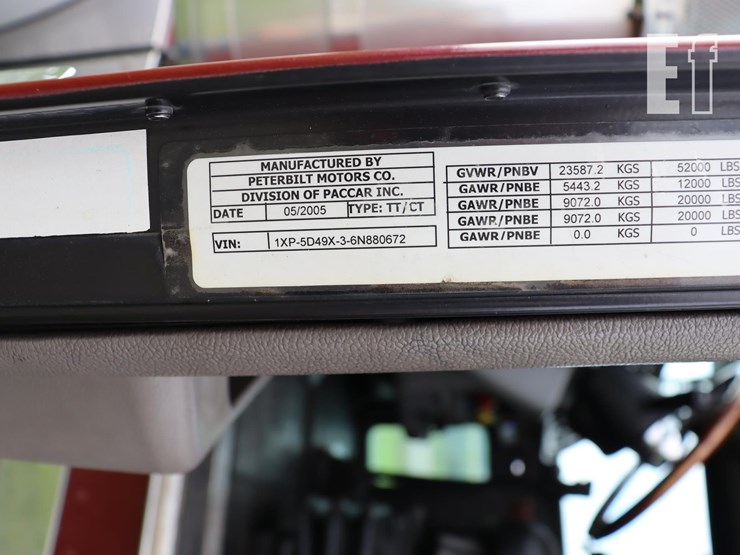 Ef
MANUFACTURED BY
PETERBILT MOTORS CO.
DIVISION OF PACCAR INC.
DATE 05/2005 TYPE: TT/CT
VIN: 1XP-5D49X-3-6N880672
GVWR/PNBV 23587.2 KGS 52000 LBS
GAWR/PNBE 5443.2 KGS 12000 LBS
GAWR/PNBE 9072.0 KGS 20000 LBS
GAWR/PNBE 9072.0 KGS 20000 LBS
GAWR/PNBE 0.0 KGS 0 LBS